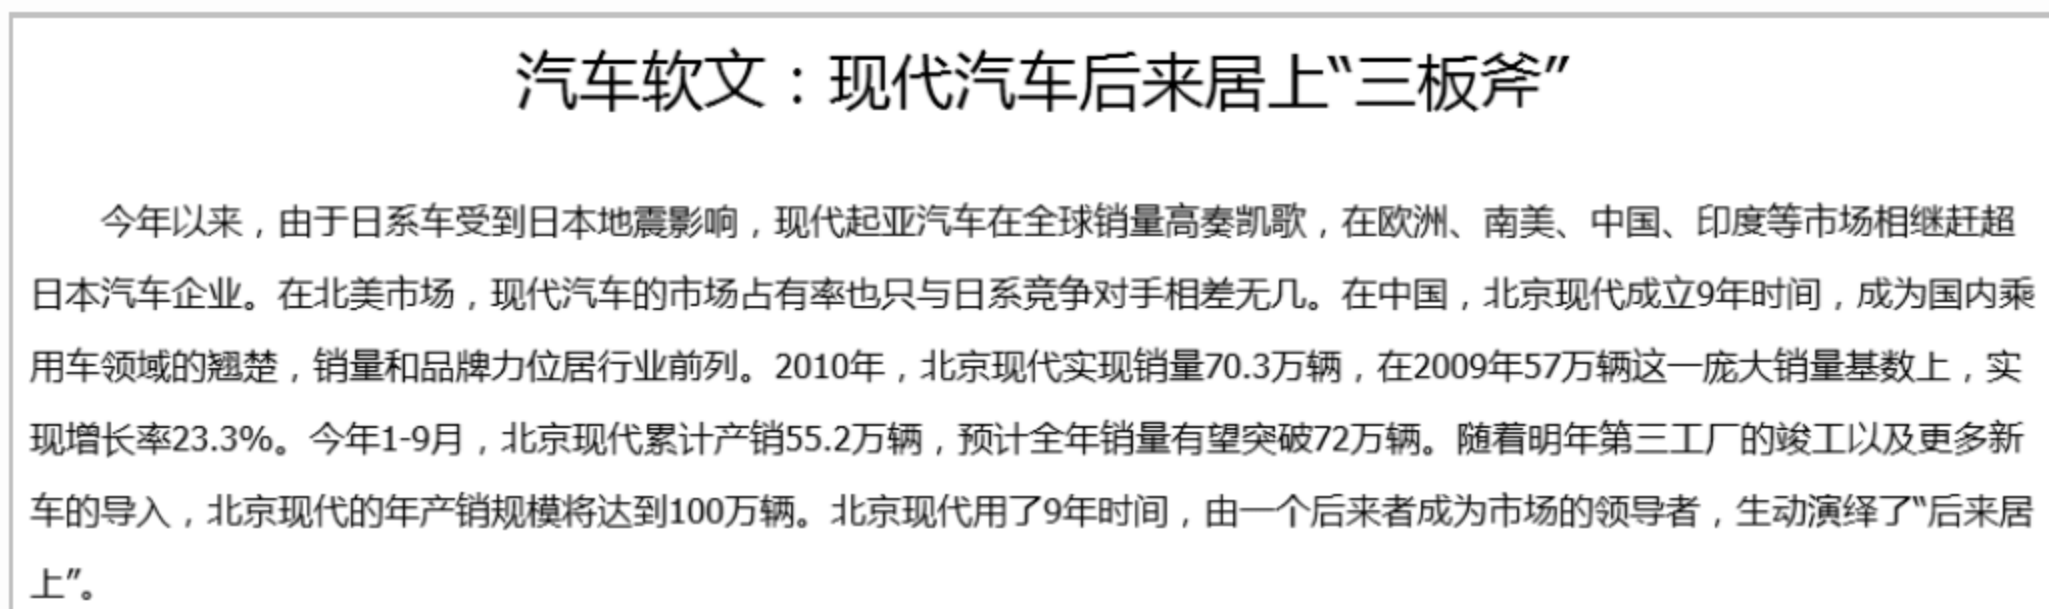 汽车软文：现代汽车后来居上“三板斧”
今年以来，由于日系车受到日本地震影响，现代起亚汽车在全球销量高奏凯歌，在欧洲、南美、中国、印度等市场相继赶超
日本汽车企业。在北美市场，现代汽车的市场占有率也只与日系竞争对手相差无几。在中国，北京现代成立9年时间，成为国内乘
用车领域的翘楚，销量和品牌力位居行业前列。2010年，北京现代实现销量70.3万辆，在2009年57万辆这一庞大销量基数上，实
现增长率23.3%。今年1-9月，北京现代累计产销55.2万辆，预计全年销量有望突破72万辆。随着明年第三工厂的竣工以及更多新
车的导入，北京现代的年产销规模将达到100万辆。北京现代用了9年时间，由一个后来者成为市场的领导者，生动演绎了“后来居
上”。